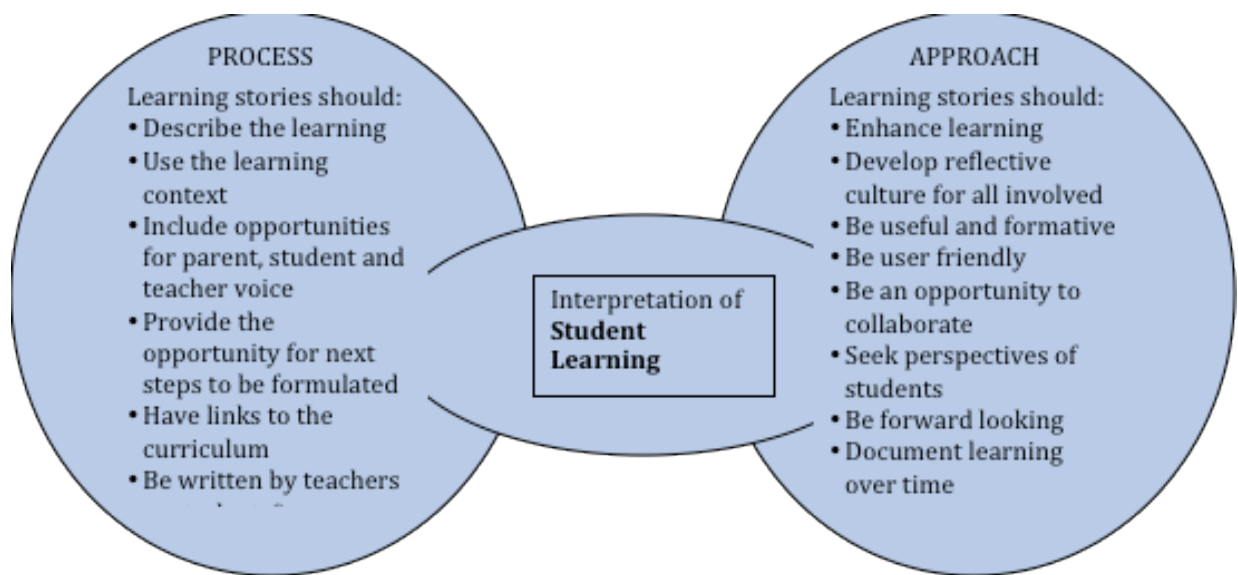 PROCESS
Learning stories should:
• Describe the learning
• Use the learning
context
• Include opportunities
for parent, student and
teacher voice
• Provide the
opportunity for next
steps to be formulated
• Have links to the
curriculum
• Be written by teachers
Interpretation of
Student
Learning
APPROACH
Learning stories should:
• Enhance learning
• Develop reflective
culture for all involved
• Be useful and formative
• Be user friendly
• Be an opportunity to
collaborate
• Seek perspectives of
students
• Be forward looking
• Document learning
over time